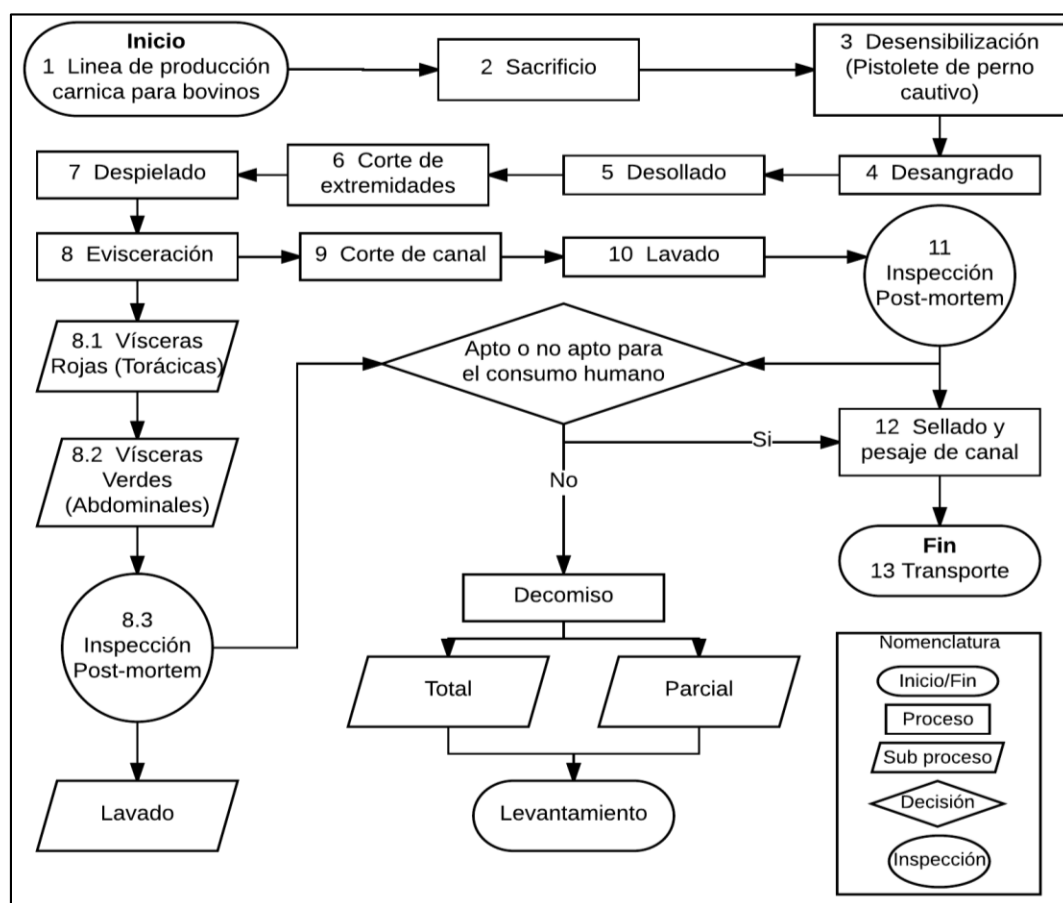 Inicio
1 Linea de producción
carnica para bovinos
2 Sacrificio
3 Desensibilización
(Pistolete de perno
cautivo)
4 Desangrado
5 Desollado
6 Corte de
extremidades
7 Despielado
8 Evisceración
9 Corte de canal
10 Lavado
11
Inspección
Post-mortem
8.1 Vísceras
Rojas (Torácicas)
Apto o no apto para
el consumo humano
8.2 Vísceras
Verdes
(Abdominales)
Si
12 Sellado y
pesaje de canal
No
Fin
13 Transporte
8.3
Inspección
Post-mortem
Decomiso
Total
Parcial
Lavado
Levantamiento
Nomenclatura
Inicio/Fin
Proceso
Sub proceso
Decisión
Inspección